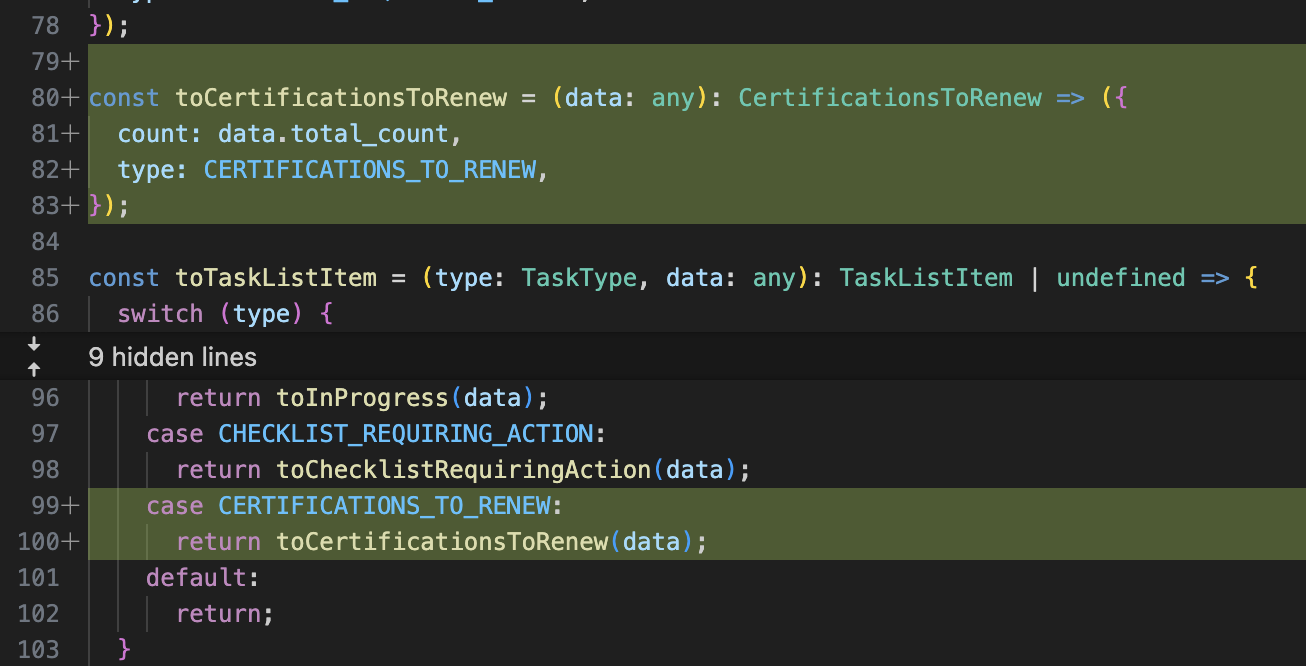 78 });
79+
80+ const toCertificationsToRenew = (data: any): CertificationsToRenew => ({
81+ count: data.total_count,
82+ type: CERTIFICATIONS_TO_RENEW,
83+ });
84
85 const toTaskListItem = (type: TaskType, data: any): TaskListItem | undefined => {
86 switch (type) {
9 hidden lines
96 return toInProgress(data);
97 case CHECKLIST_REQUIRING_ACTION:
98 return toChecklistRequiringAction(data);
99+ case CERTIFICATIONS_TO_RENEW:
100+ return toCertificationsToRenew(data);
101 default:
102 return;
103 }